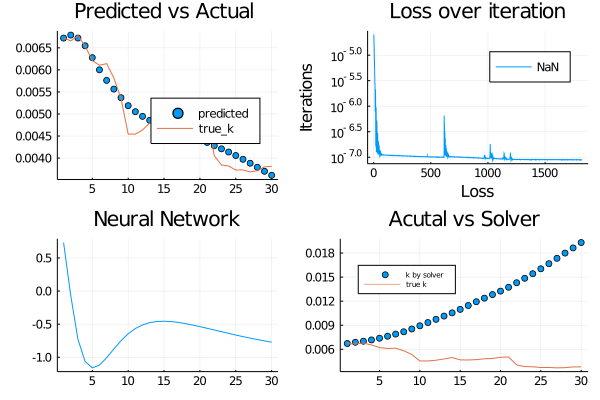 Predicted vs Actual
0.0065
0.0060
0.0055
0.0050
0.0045
0.0040
predicted
true_k
5 10 15 20 25 30
Loss over iteration
Iterations
10^-5.0
10^-5.5
10^-6.0
10^-6.5
10^-7.0
NaN
0 500 1000 1500
Loss
Neural Network
0.5
0.0
-0.5
-1.0
5 10 15 20 25 30
Acutal vs Solver
0.018
0.015
0.012
0.009
0.006
k by solver
true k
5 10 15 20 25 30